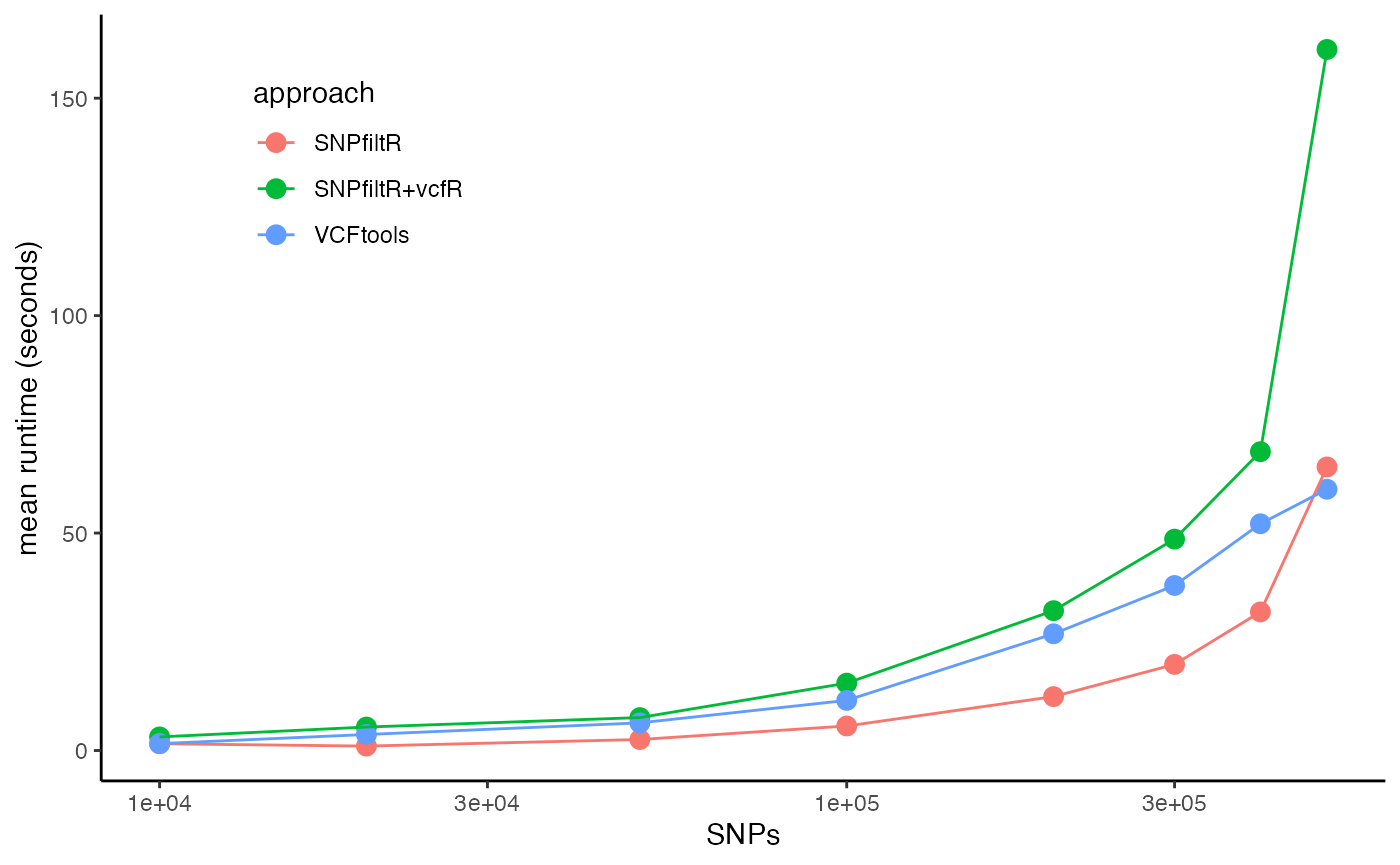 approach
SNPfiltR
SNPfiltR+vcfR
VCFtools
mean runtime (seconds)
150
100
50
0
1e+04
3e+04
1e+05
3e+05
SNPs